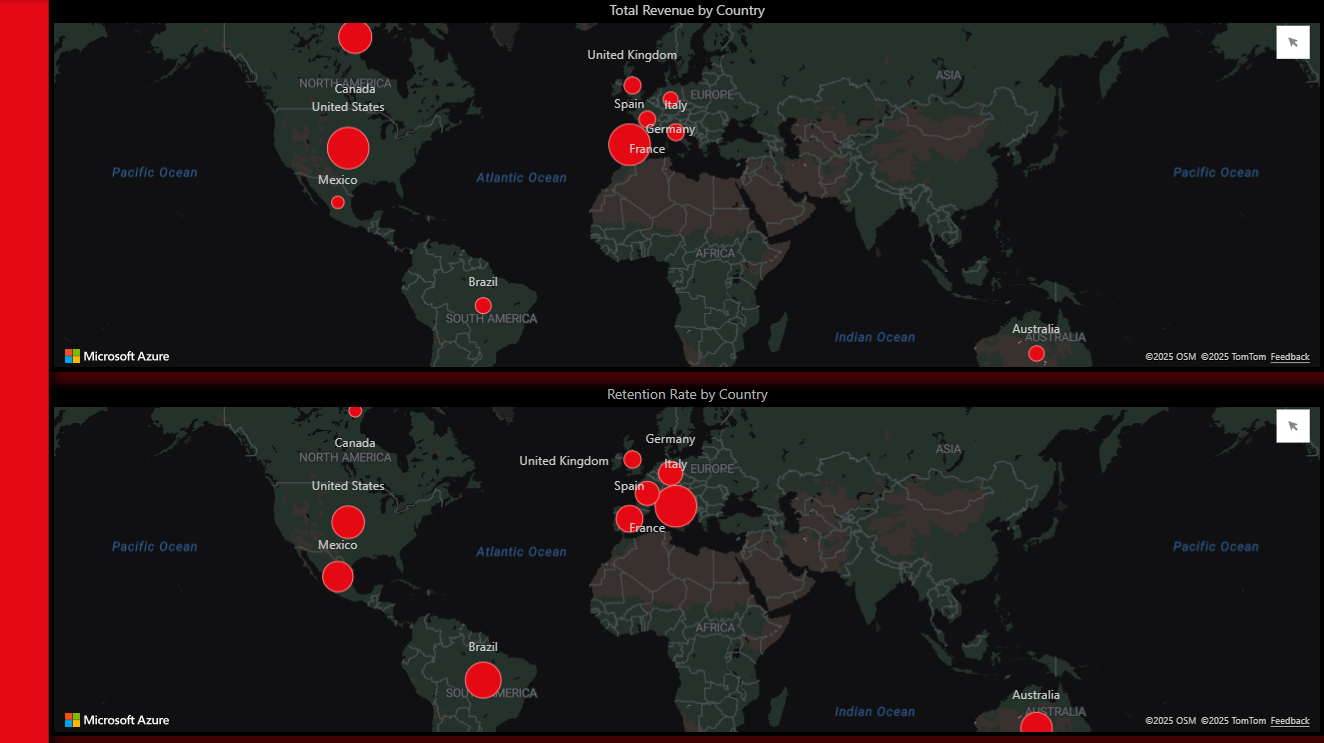 Total Revenue by Country
United Kingdom
NORTH AMERICA
ASIA
Canada
EUROPE
United States
Spain
Italy
Germany
France
Pacific Ocean
Atlantic Ocean
Pacific Ocean
Mexico
AFRICA
Brazil
SOUTH AMERICA
Australia
AUSTRALIA
Indian Ocean
Microsoft Azure
©2025 OSM ©2025 TomTom Feedback
Retention Rate by Country
Canada
Germany
NORTH AMERICA
ASIA
United Kingdom
Italy
EUROPE
United States
Spain
France
Mexico
Pacific Ocean
Atlantic Ocean
Pacific Ocean
AFRICA
Brazil
SOUTH AMERICA
Australia
AUSTRALIA
Indian Ocean
Microsoft Azure
©2025 OSM ©2025 TomTom Feedback